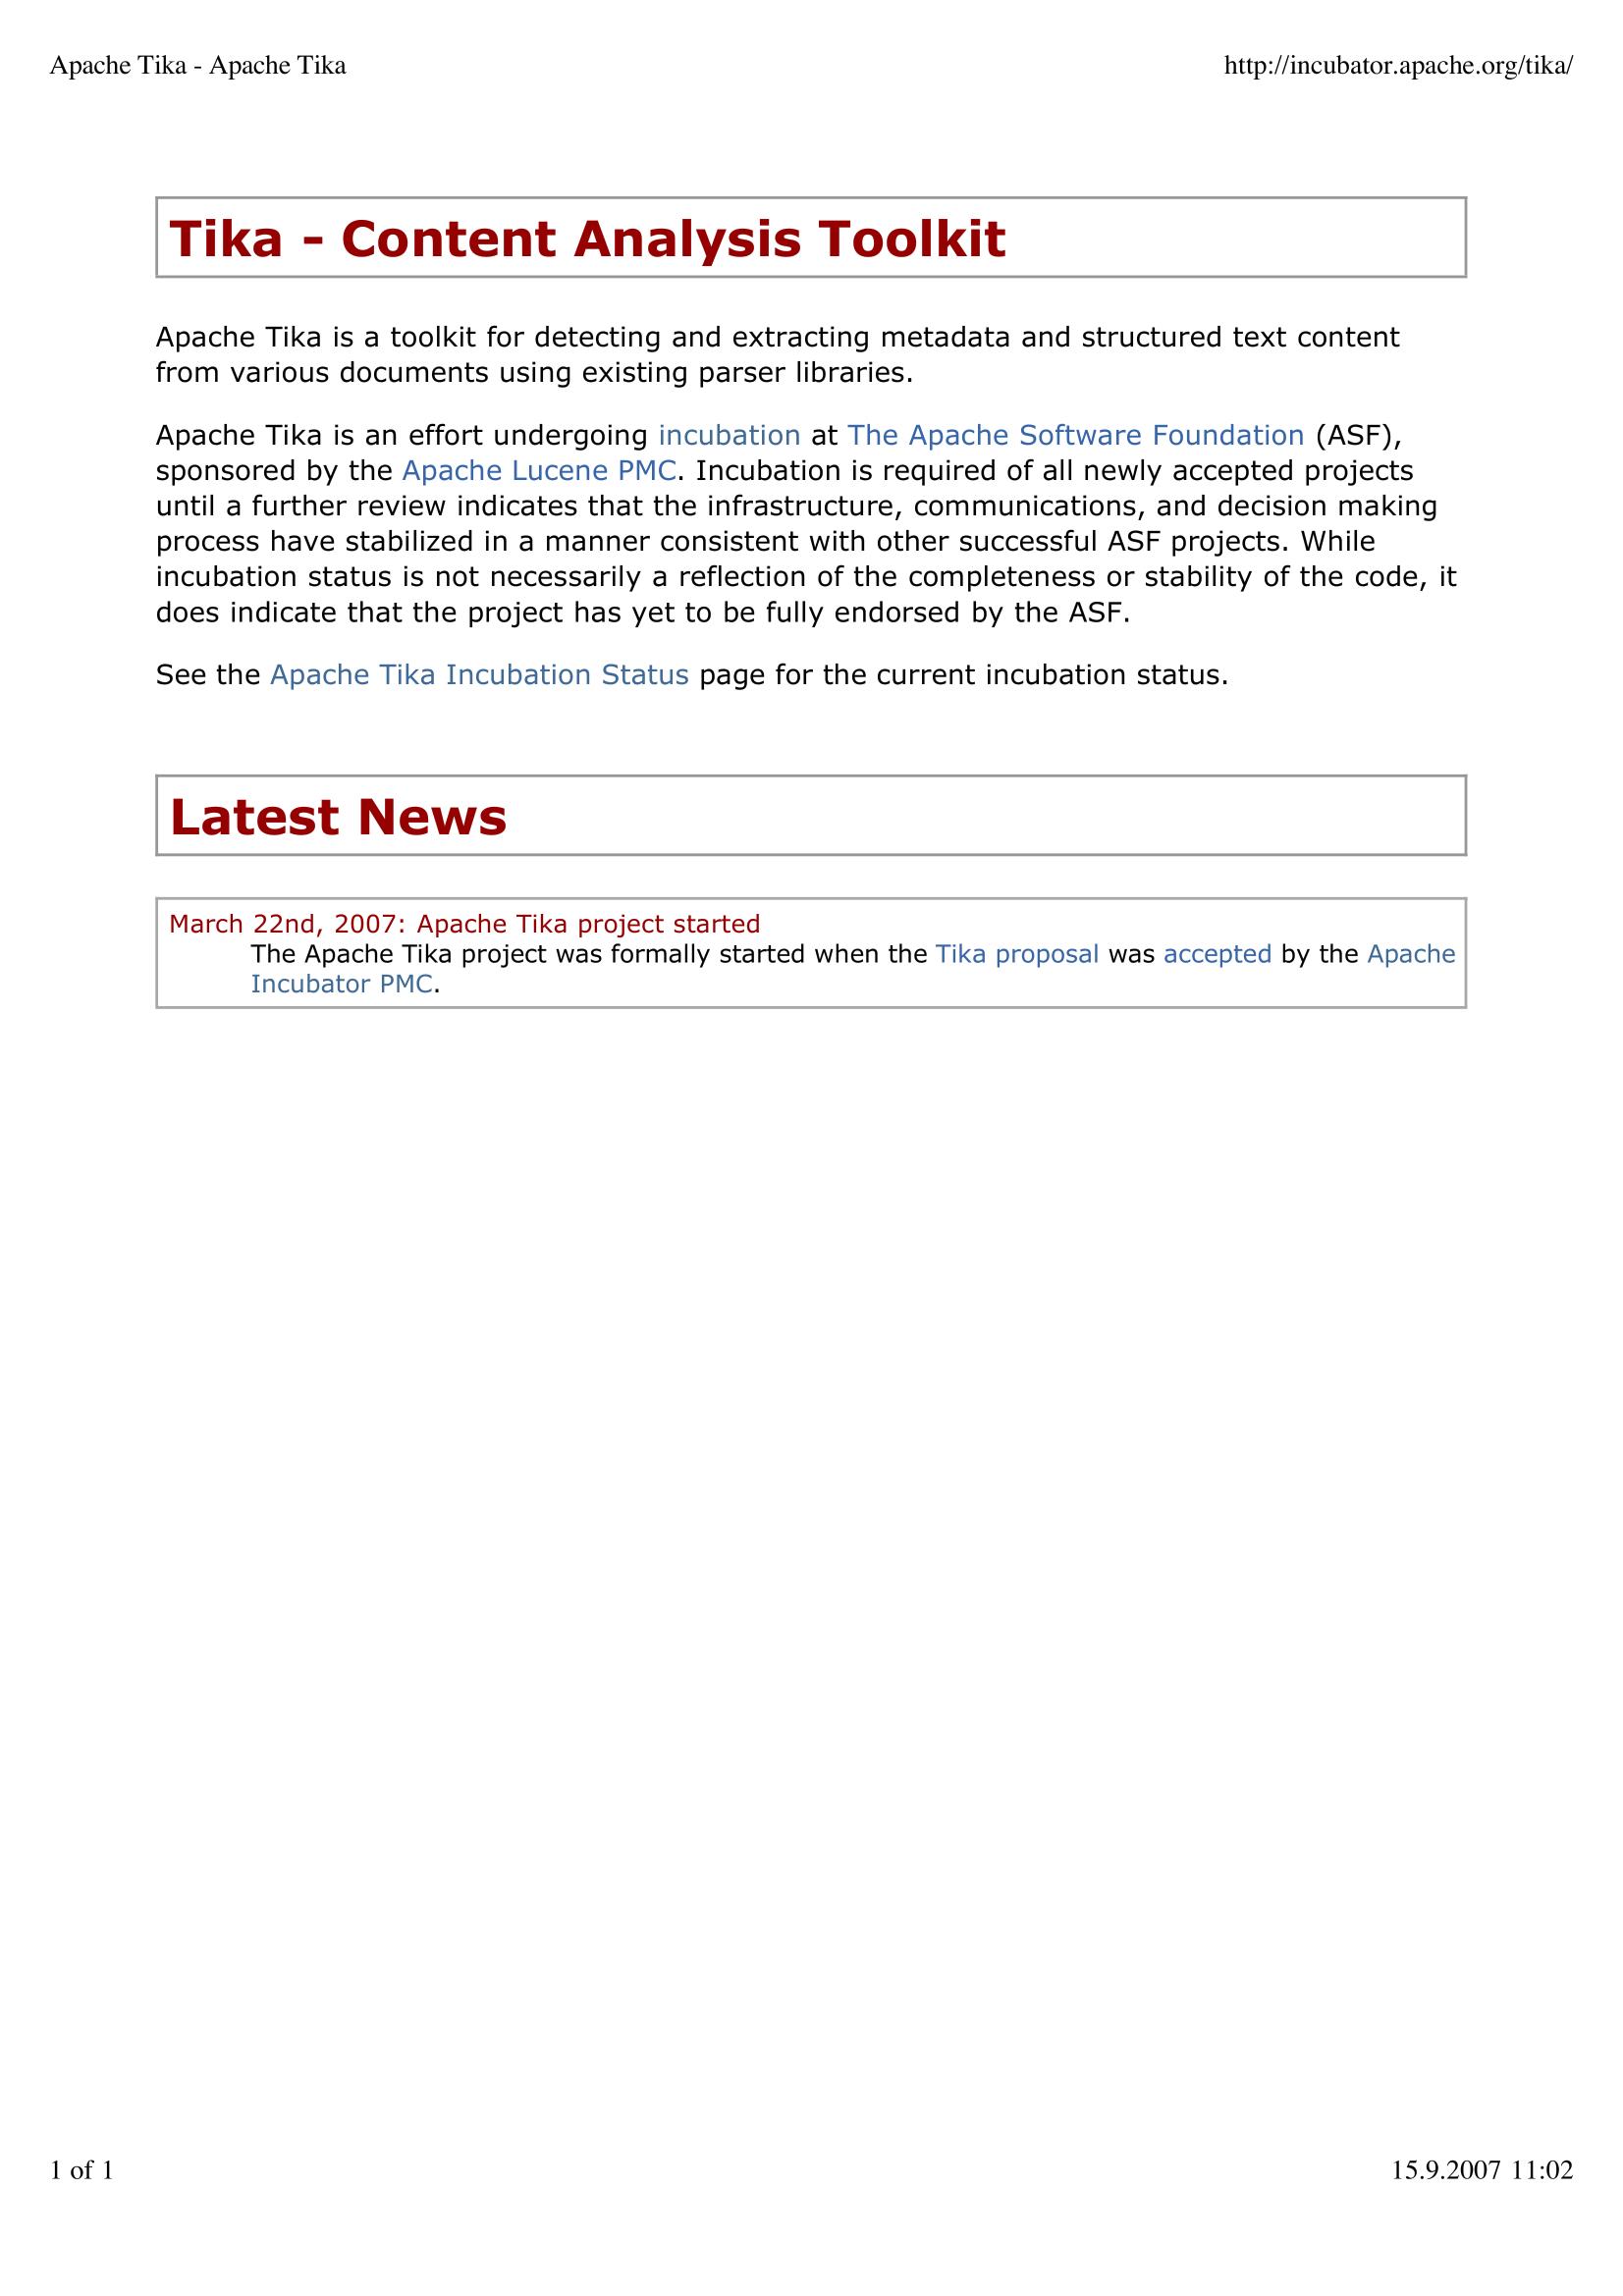 Apache Tika - Apache Tika
http://incubator.apache.org/tika/
Tika - Content Analysis Toolkit
Apache Tika is a toolkit for detecting and extracting metadata and structured text content
from various documents using existing parser libraries.
Apache Tika is an effort undergoing incubation at The Apache Software Foundation (ASF),
sponsored by the Apache Lucene PMC. Incubation is required of all newly accepted projects
until a further review indicates that the infrastructure, communications, and decision making
process have stabilized in a manner consistent with other successful ASF projects. While
incubation status is not necessarily a reflection of the completeness or stability of the code, it
does indicate that the project has yet to be fully endorsed by the ASF.
See the Apache Tika Incubation Status page for the current incubation status.
Latest News
March 22nd, 2007: Apache Tika project started
The Apache Tika project was formally started when the Tika proposal was accepted by the Apache
Incubator PMC.
1 of 1
15.9.2007 11:02